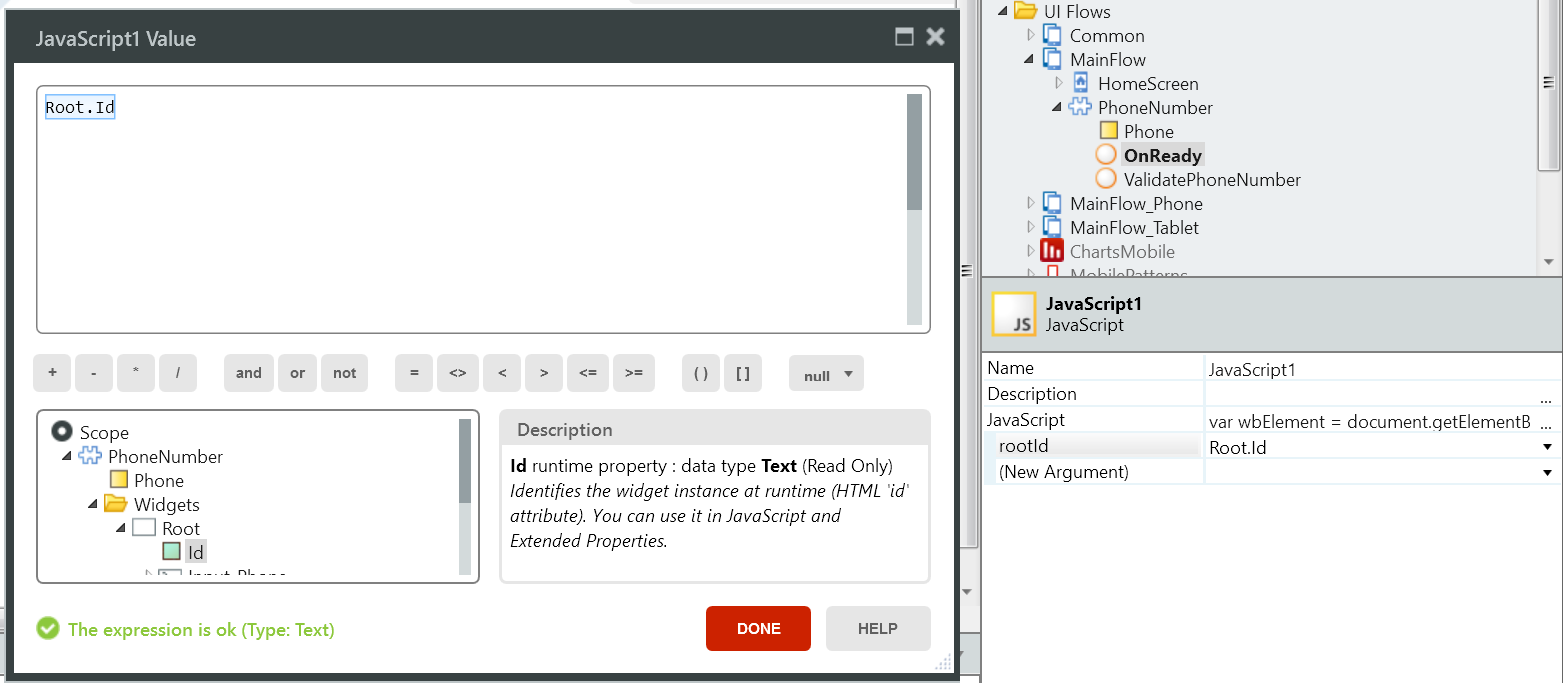 JavaScript1 Value
Root.Id
+ - * / and or not = <> < > <= >= ( ) [ ] null
Scope
PhoneNumber
Phone
Widgets
Root
Id
Description
Id runtime property : data type Text (Read Only)
Identifies the widget instance at runtime (HTML 'id'
attribute). You can use it in JavaScript and
Extended Properties.
The expression is ok (Type: Text)
DONE
HELP
UI Flows
Common
MainFlow
HomeScreen
PhoneNumber
Phone
OnReady
ValidatePhoneNumber
MainFlow_Phone
MainFlow_Tablet
ChartsMobile
MobilePatterns
JS
JavaScript1
JavaScript
Name JavaScript1
Description ...
JavaScript var wbElement = document.getElementB ...
rootId Root.Id
(New Argument)